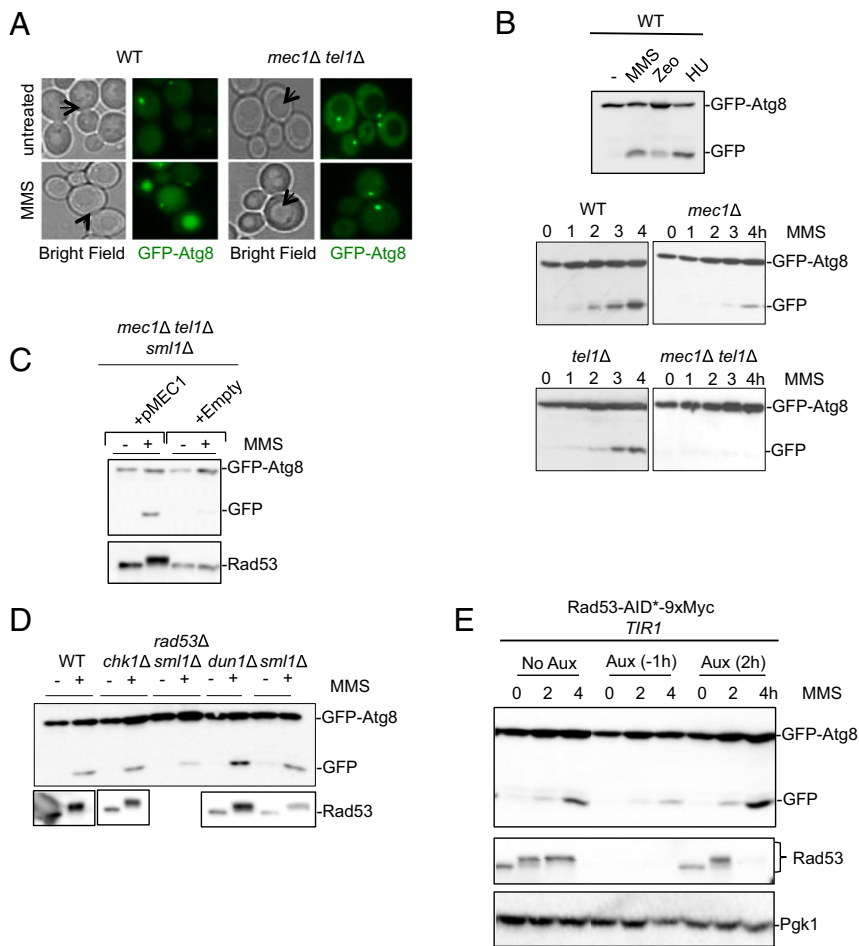 A
WT mec1Δ tel1Δ
untreated
MMS
Bright Field GFP-Atg8 Bright Field GFP-Atg8
B
WT
- MMS Zeo HU
-GFP-Atg8
-GFP
WT mec1Δ
0 1 2 3 4 0 1 2 3 4h MMS
-GFP-Atg8
-GFP
tel1Δ mec1Δ tel1Δ
0 1 2 3 4 0 1 2 3 4h MMS
-GFP-Atg8
-GFP
C
mec1Δ tel1Δ
sml1Δ
+pMEC1 +Empty
- + - + MMS
-GFP-Atg8
-GFP
-Rad53
D
rad53Δ
WT chk1Δ sml1Δ dun1Δ sml1Δ
- + - + - + - + - + MMS
-GFP-Atg8
-GFP
-Rad53
E
Rad53-AID*-9xMyc
TIR1
No Aux Aux (-1h) Aux (2h)
0 2 4 0 2 4 0 2 4h MMS
-GFP-Atg8
-GFP
Rad53
-Pgk1